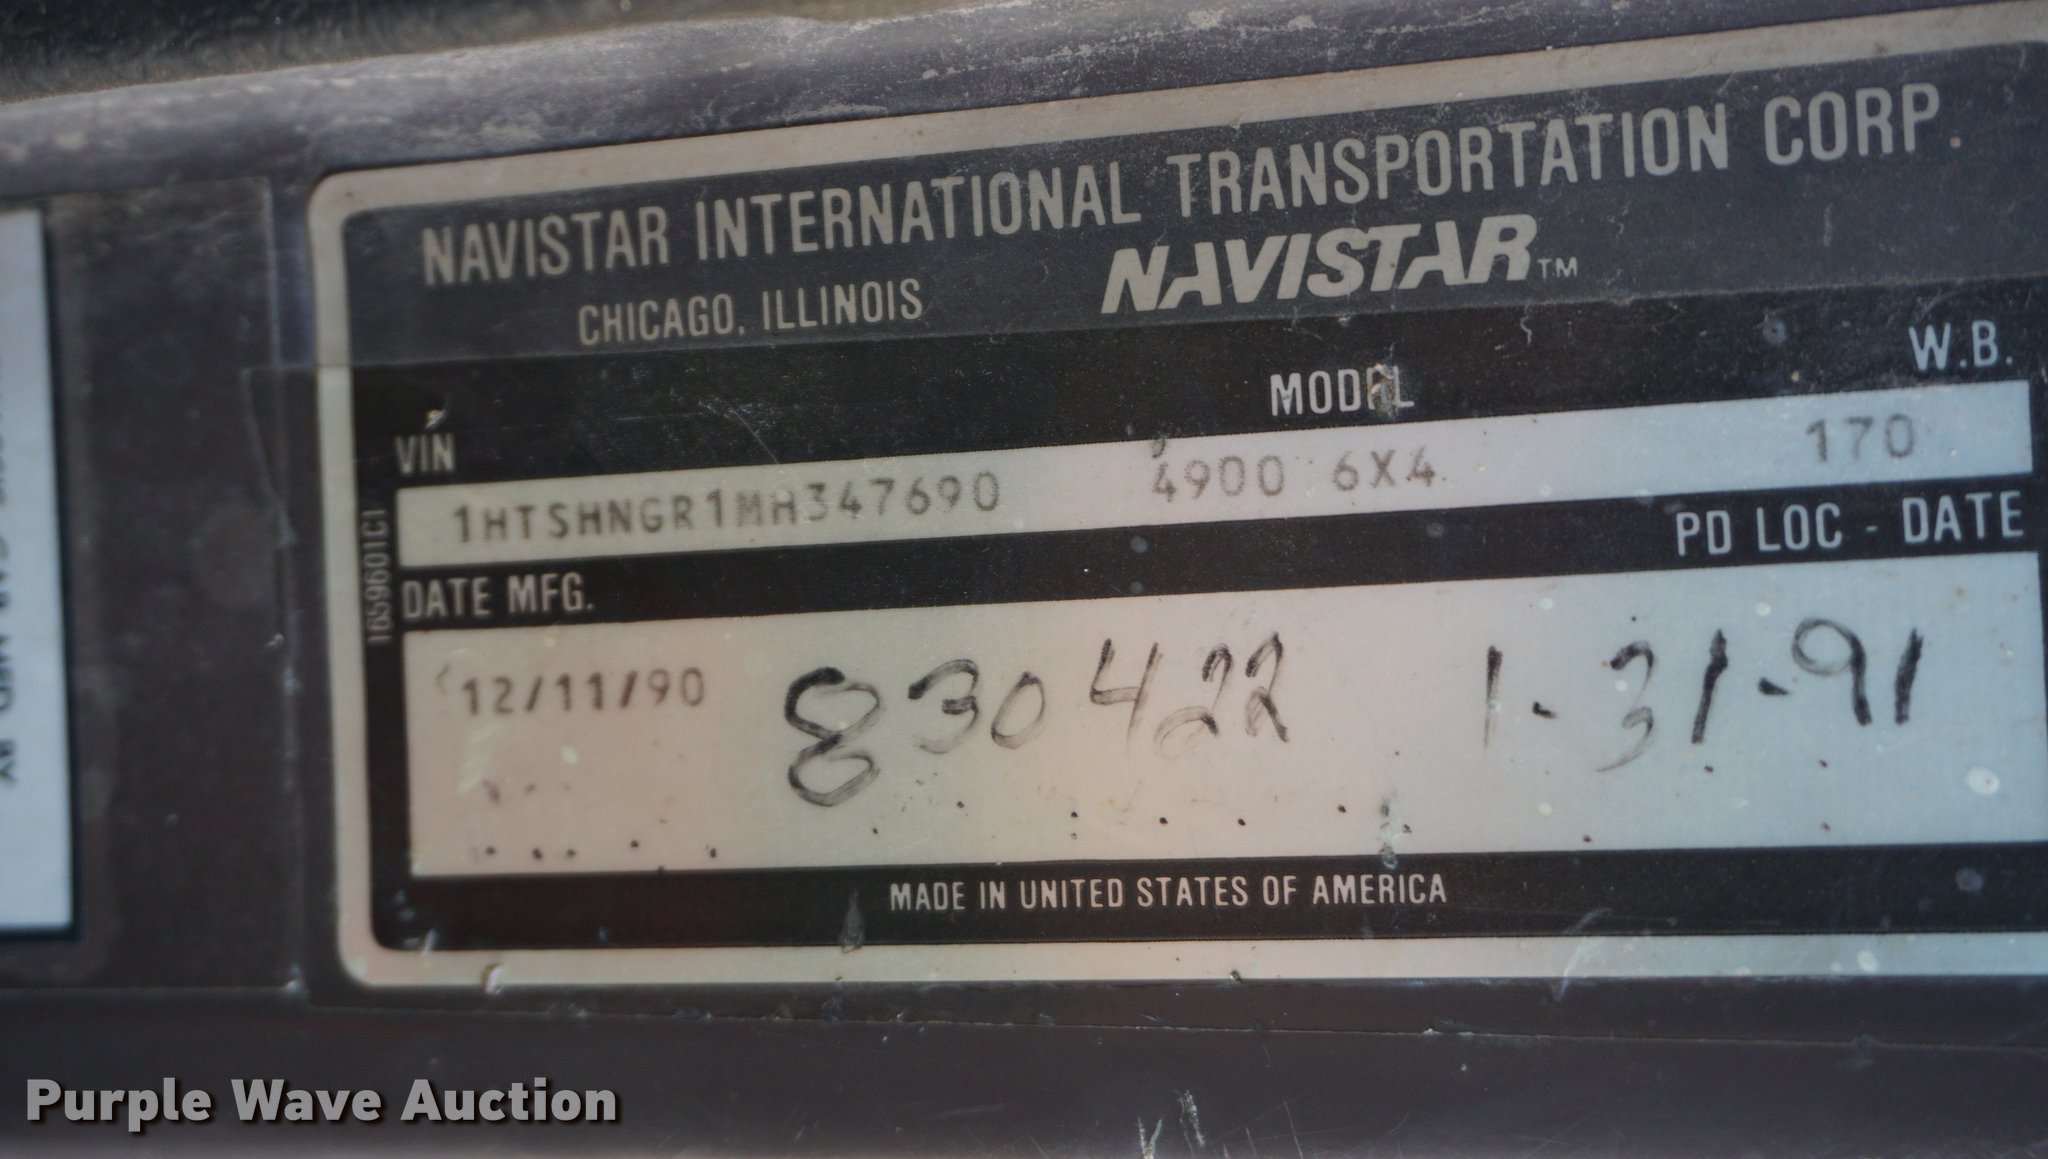 NAVISTAR INTERNATIONAL TRANSPORTATION CORP.
CHICAGO, ILLINOIS NAVISTAR™
VIN MODEL W.B.
1HTSHNGR1MH347690 4900 6X4 170
DATE MFG. PD LOC - DATE
12/11/90 830422 1-31-91
MADE IN UNITED STATES OF AMERICA
1659601C1
Purple Wave Auction